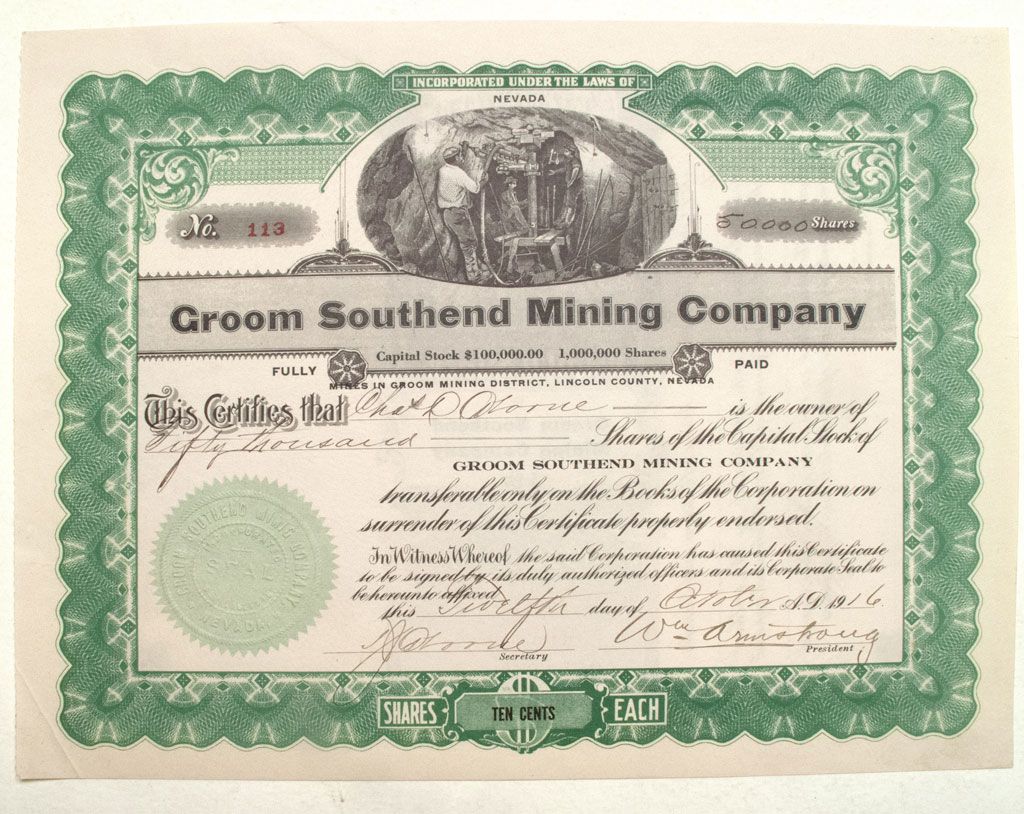 INCORPORATED UNDER THE LAWS OF
NEVADA
No. 113
50000 Shares
Groom Southend Mining Company
Capital Stock $100,000.00 1,000,000 Shares
FULLY PAID
MINES IN GROOM MINING DISTRICT, LINCOLN COUNTY, NEVADA
This Certifies that Chas D is the owner of
Fifty thousand Shares of the Capital Stock of
GROOM SOUTHEND MINING COMPANY
transferable only on the Books of the Corporation on
surrender of this Certificate properly endorsed.
In Witness Whereof the said Corporation has caused this Certificate
to be signed by its duly authorized officers and its Corporate Seal to
be hereunto affixed
this Twelfth day of October A.D. 1916.
Wm Armstrong
Secretary President
SOUTHEND MINING COMPANY
NEVADA
SHARES TEN CENTS EACH